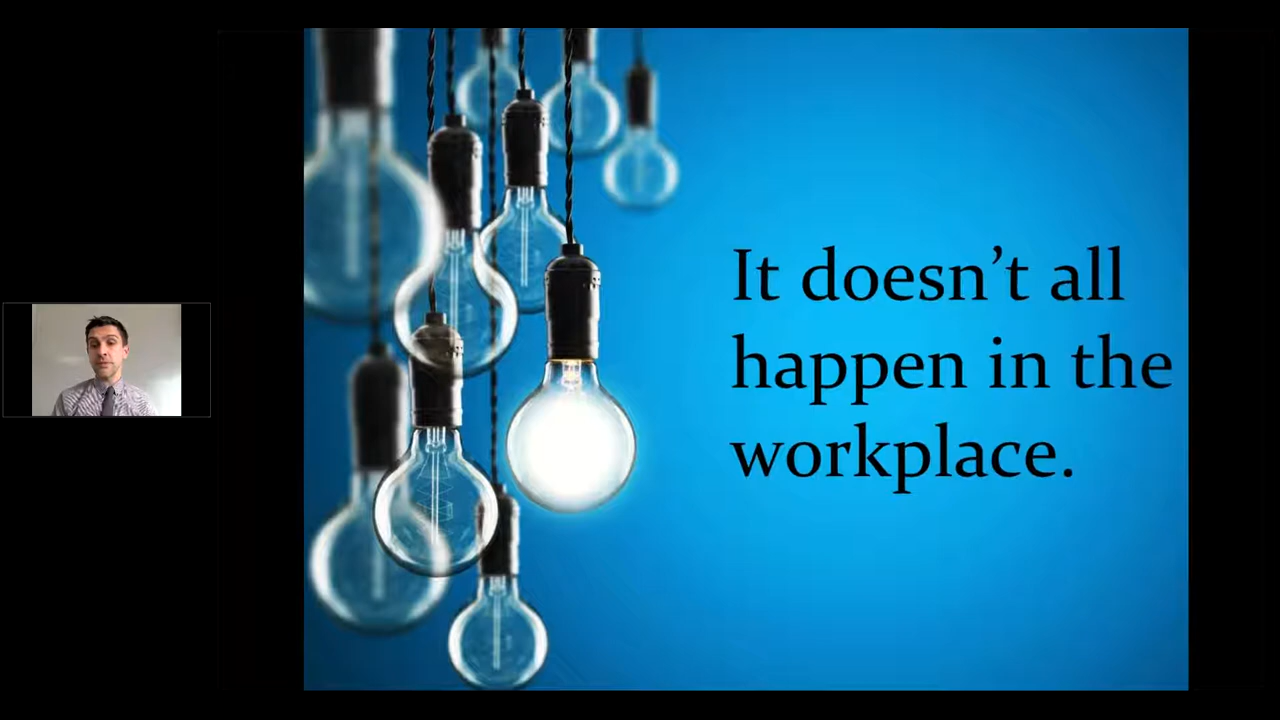 It doesn’t all
happen in the
workplace.